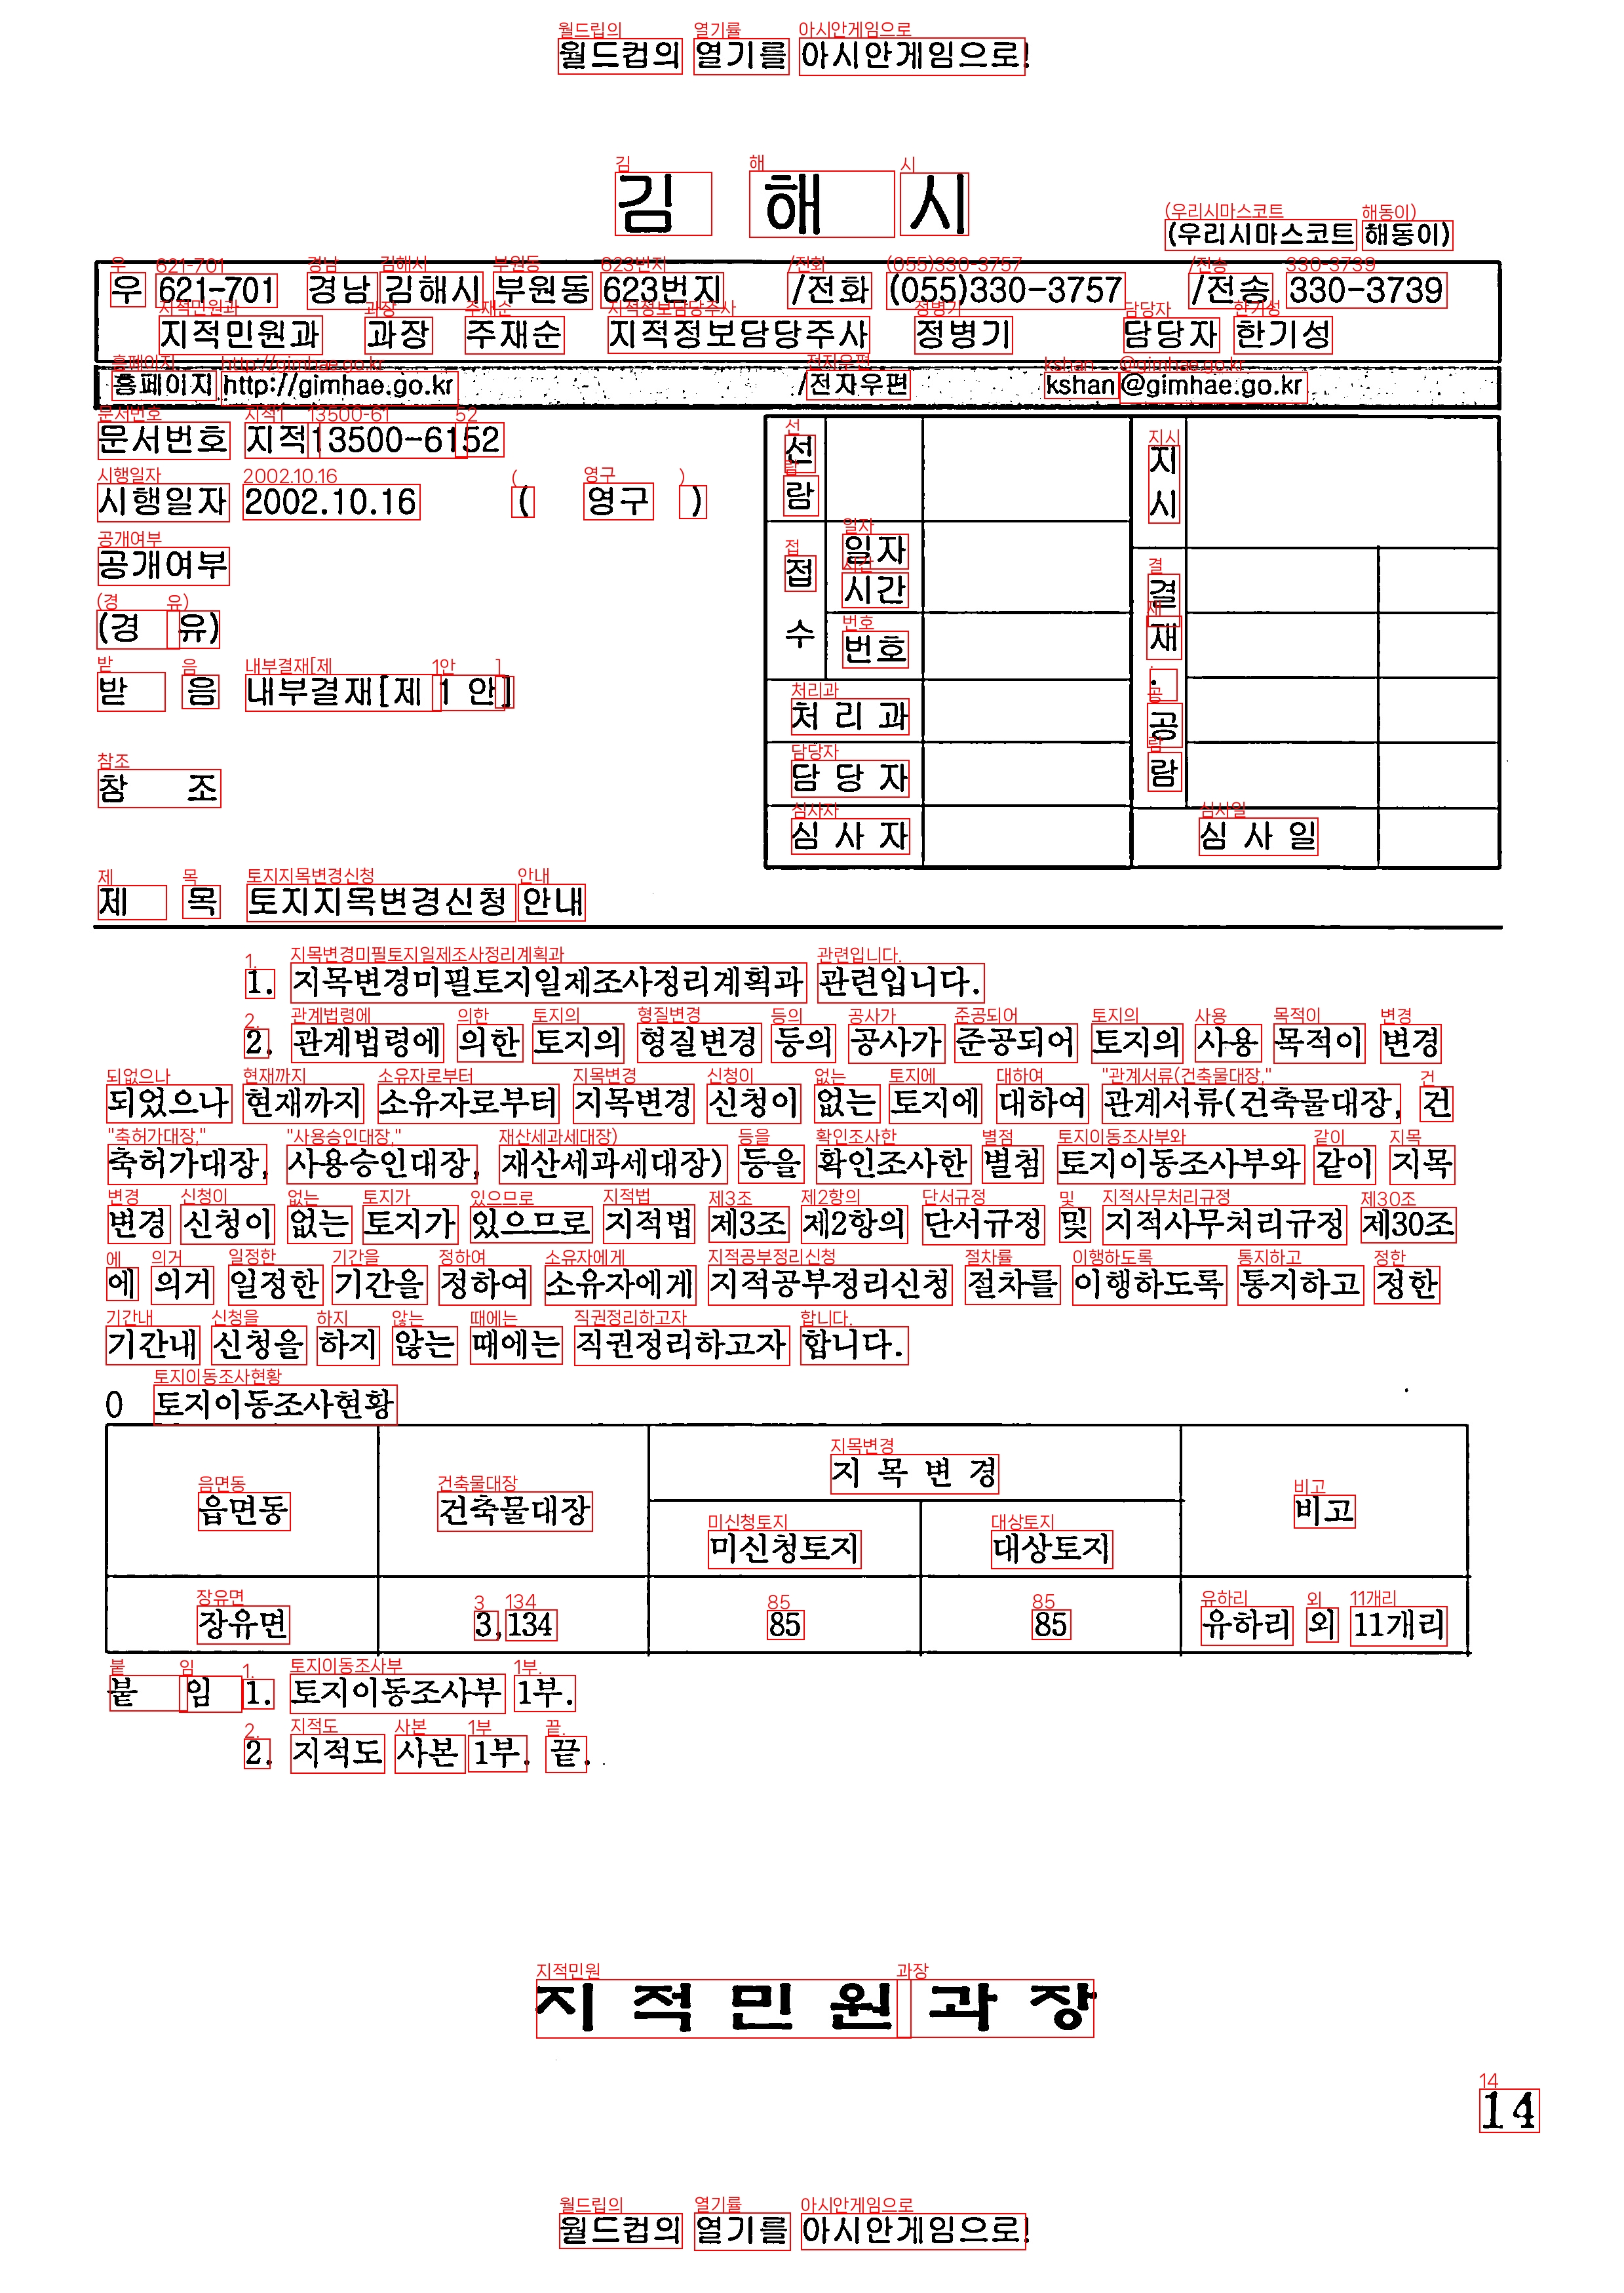 월드컵의 열기를 아시안게임으로!
김 해 시
(우리시마스코트 해동이)
우 621-701 경남 김해시 부원동 623번지 /전화 (055)330-3757 /전송 330-3739
지적민원과 과장 주재순 지적정보담당주사 정병기 담당자 한기성
홈페이지 http://gimhae.go.kr /전자우편 kshan@gimhae.go.kr
문서번호 지적13500-6152
시행일자 2002.10.16 ( 영구 )
공개여부
(경 유)
받 음 내부결재[제 1 안]
참 조
선람
지시
접수
일자
시간
번호
결재·공람
처 리 과
담 당 자
심 사 자
심 사 일
제 목 토지지목변경신청 안내
1. 지목변경미필토지일제조사정리계획과 관련입니다.
2. 관계법령에 의한 토지의 형질변경 등의 공사가 준공되어 토지의 사용 목적이 변경
되었으나 현재까지 소유자로부터 지목변경 신청이 없는 토지에 대하여 관계서류(건축물대장, 건
축허가대장, 사용승인대장, 재산세과세대장) 등을 확인조사한 별첨 토지이동조사부와 같이 지목
변경 신청이 없는 토지가 있으므로 지적법 제3조 제2항의 단서규정 및 지적사무처리규정 제30조
에 의거 일정한 기간을 정하여 소유자에게 지적공부정리신청 절차를 이행하도록 통지하고 정한
기간내 신청을 하지 않는 때에는 직권정리하고자 합니다.
0 토지이동조사현황
읍면동 건축물대장 지 목 변 경 비고
미신청토지 대상토지
장유면 3,134 85 85 유하리 외 11개리
붙 임 1. 토지이동조사부 1부.
2. 지적도 사본 1부. 끝.
지 적 민 원 과 장
14
월드컵의 열기를 아시안게임으로!